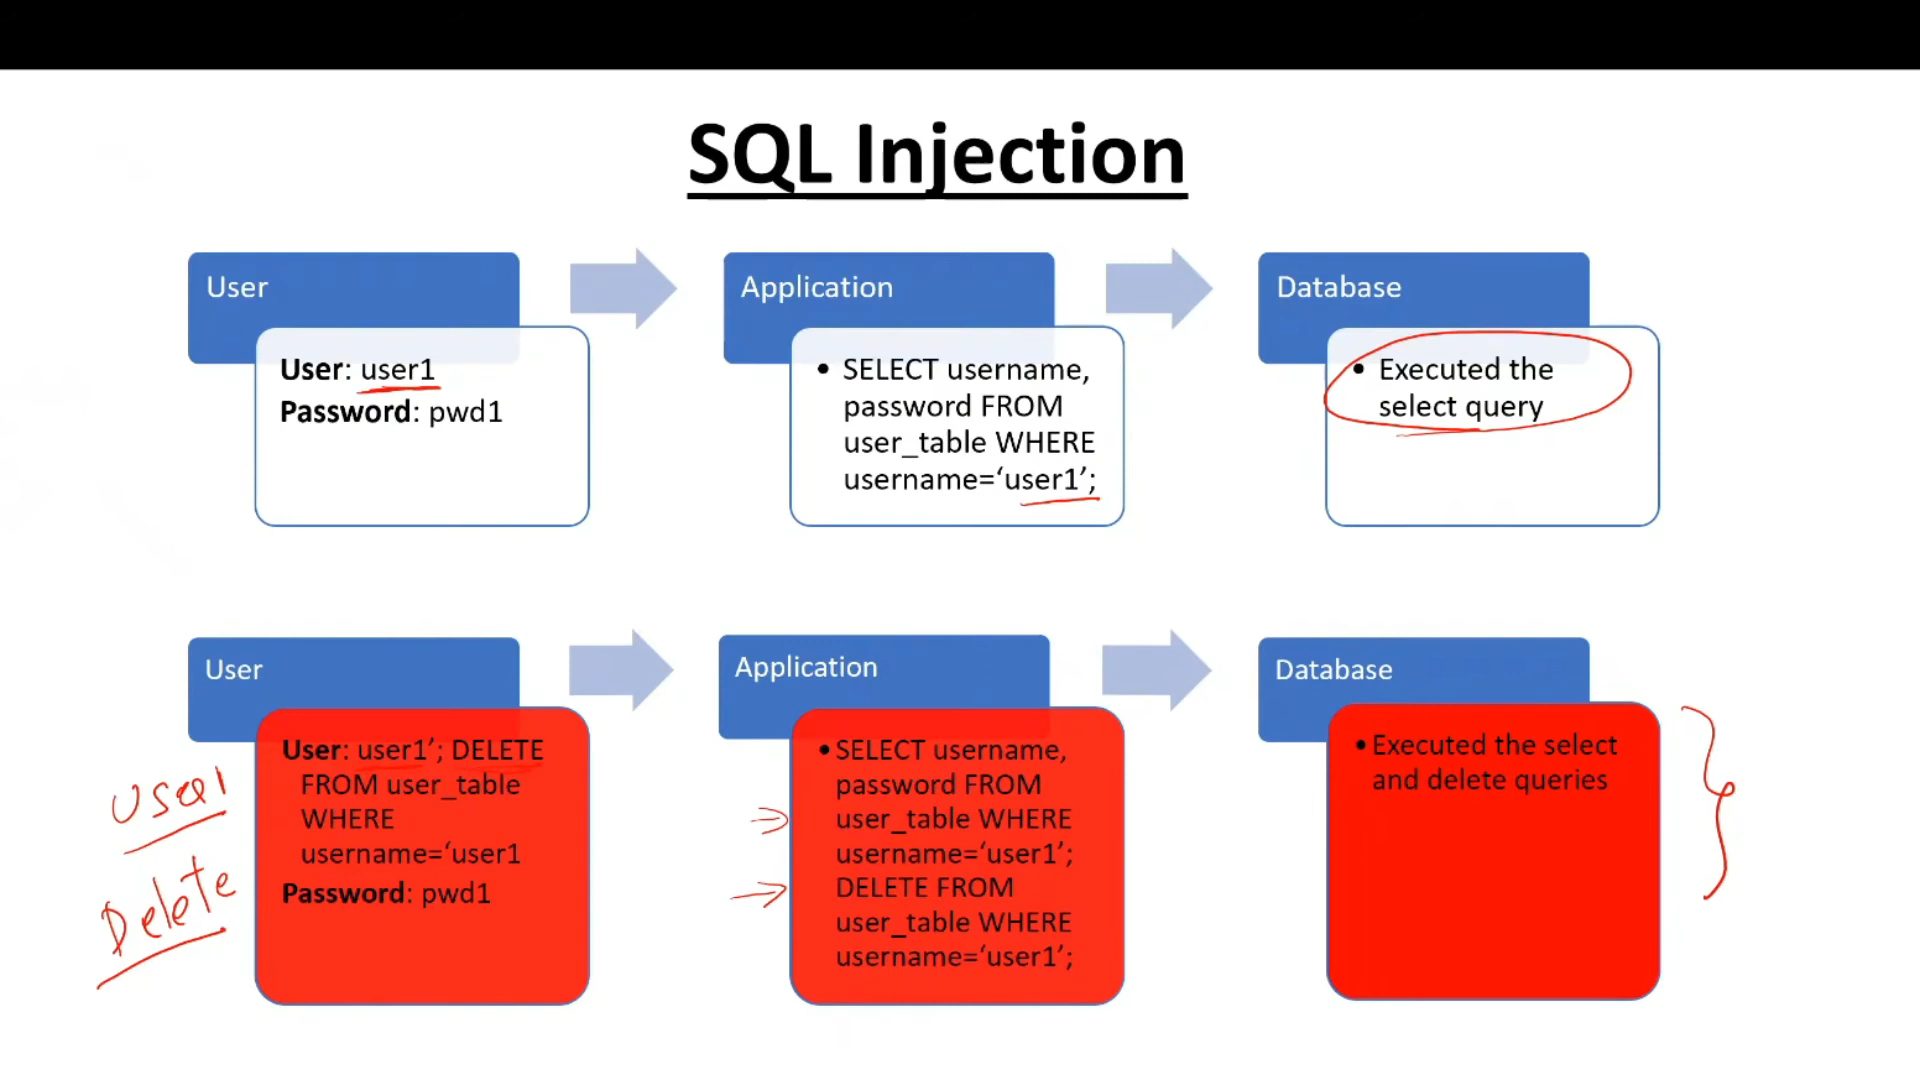 SQL Injection
User
User: user1
Password: pwd1
Application
• SELECT username,
password FROM
user_table WHERE
username=‘user1’;
Database
• Executed the
select query
User
User: user1’; DELETE
FROM user_table
WHERE
username=‘user1
Password: pwd1
User1
Delete
Application
• SELECT username,
password FROM
user_table WHERE
username=‘user1’;
DELETE FROM
user_table WHERE
username=‘user1’;
Database
• Executed the select
and delete queries